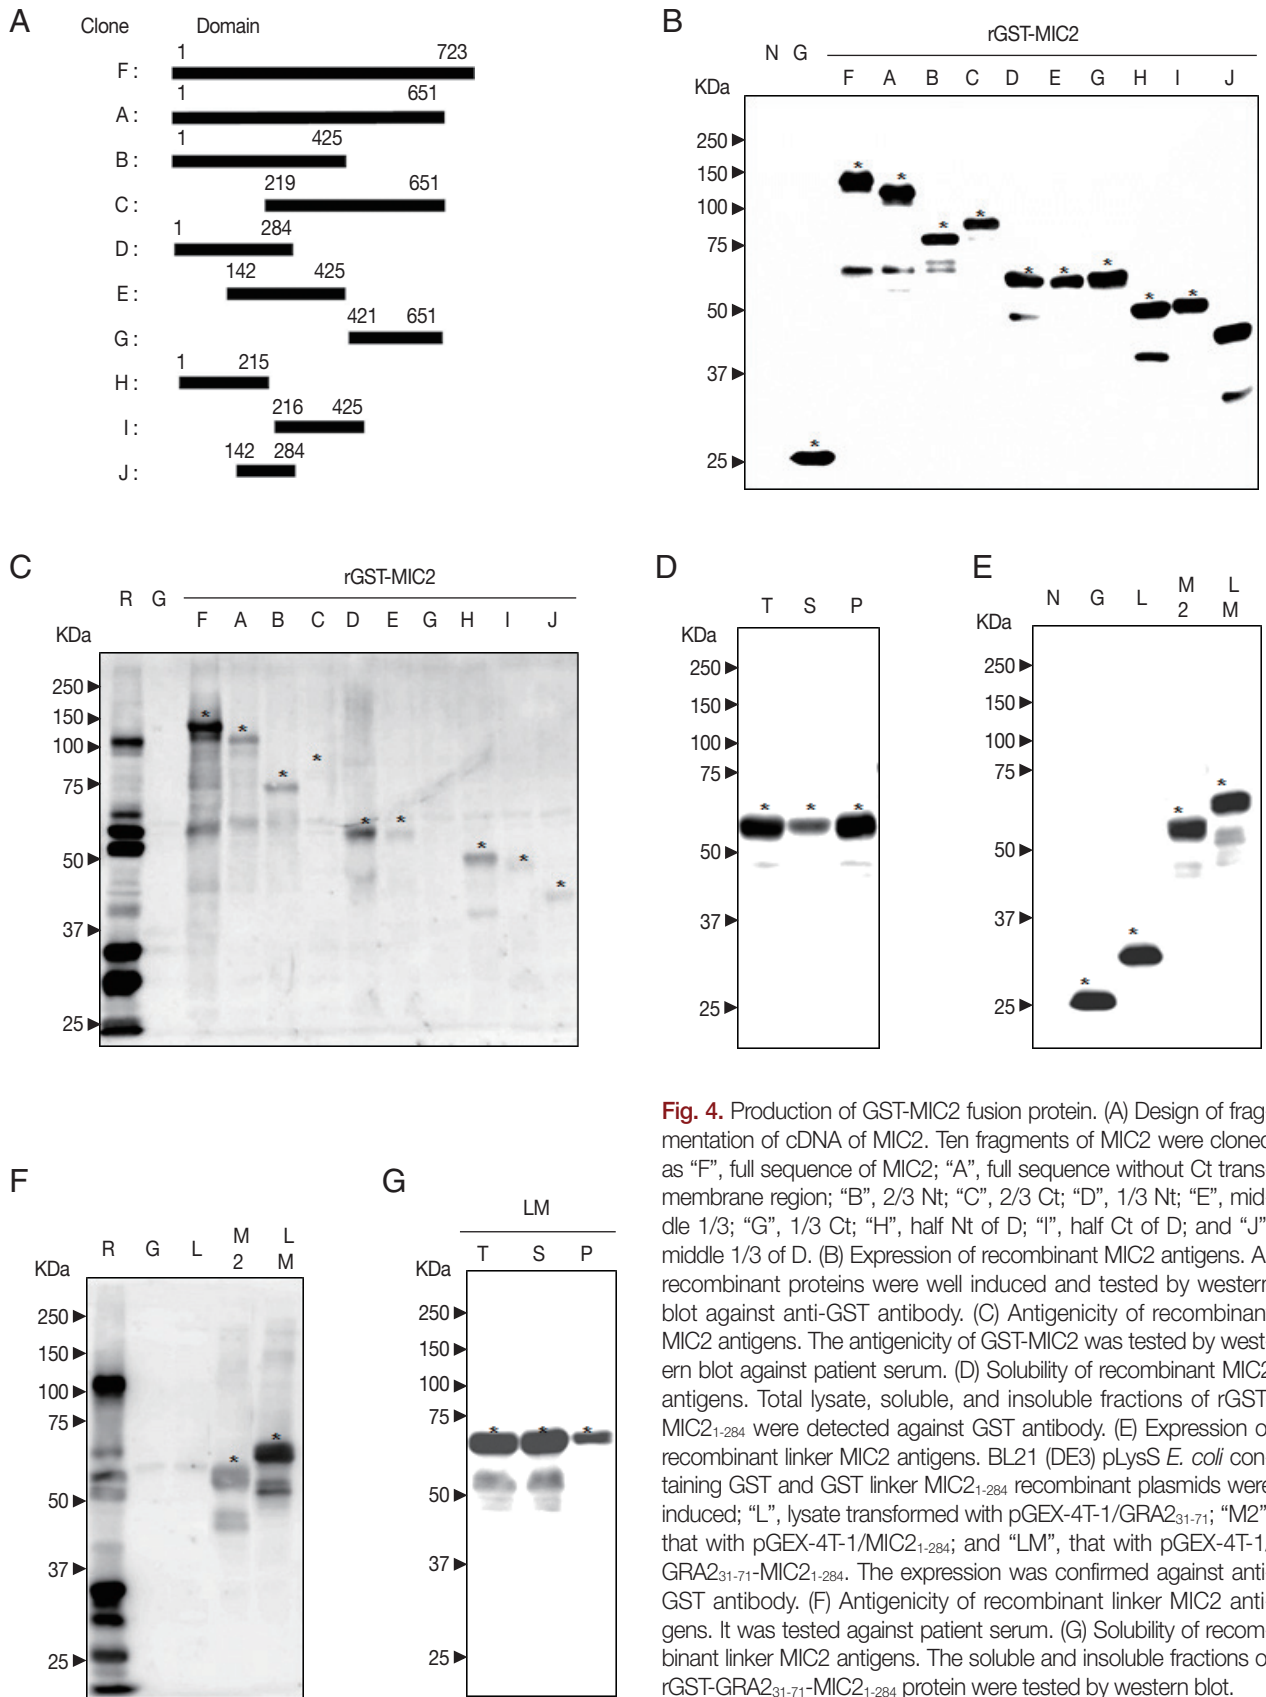 A
Clone Domain
1 723
F :
1 651
A :
1 425
B :
219 651
C :
1 284
D :
142 425
E :
421 651
G :
1 215
H :
216 425
I :
142 284
J :
B
rGST-MIC2
N G
F A B C D E G H I J
KDa
250
150
100
75
50
37
25
* * * * * * * * * *
C
rGST-MIC2
R G
F A B C D E G H I J
KDa
250
150
100
75
50
37
25
* * * * * * * * *
D
T S P
250
150
100
75
50
37
25
* * *
E
N G L M2 LM
KDa
250
150
100
75
50
37
25
* * * *
F
R G L M2 LM
KDa
250
150
100
75
50
37
25
* *
G
LM
T S P
KDa
250
150
100
75
50
37
25
* * *
Fig. 4. Production of GST-MIC2 fusion protein. (A) Design of frag
mentation of cDNA of MIC2. Ten fragments of MIC2 were cloned
as “F”, full sequence of MIC2; “A”, full sequence without Ct trans
membrane region; “B”, 2/3 Nt; “C”, 2/3 Ct; “D”, 1/3 Nt; “E”, mid
dle 1/3; “G”, 1/3 Ct; “H”, half Nt of D; “I”, half Ct of D; and “J”
middle 1/3 of D. (B) Expression of recombinant MIC2 antigens. A
recombinant proteins were well induced and tested by western
blot against anti-GST antibody. (C) Antigenicity of recombinan
MIC2 antigens. The antigenicity of GST-MIC2 was tested by west
ern blot against patient serum. (D) Solubility of recombinant MIC2
antigens. Total lysate, soluble, and insoluble fractions of rGST
MIC21-284 were detected against GST antibody. (E) Expression o
recombinant linker MIC2 antigens. BL21 (DE3) pLysS E. coli con
taining GST and GST linker MIC21-284 recombinant plasmids were
induced; “L”, lysate transformed with pGEX-4T-1/GRA231-71; “M2”
that with pGEX-4T-1/MIC21-284; and “LM”, that with pGEX-4T-1/
GRA231-71-MIC21-284. The expression was confirmed against anti
GST antibody. (F) Antigenicity of recombinant linker MIC2 anti
gens. It was tested against patient serum. (G) Solubility of recom
binant linker MIC2 antigens. The soluble and insoluble fractions o
rGST-GRA231-71-MIC21-284 protein were tested by western blot.